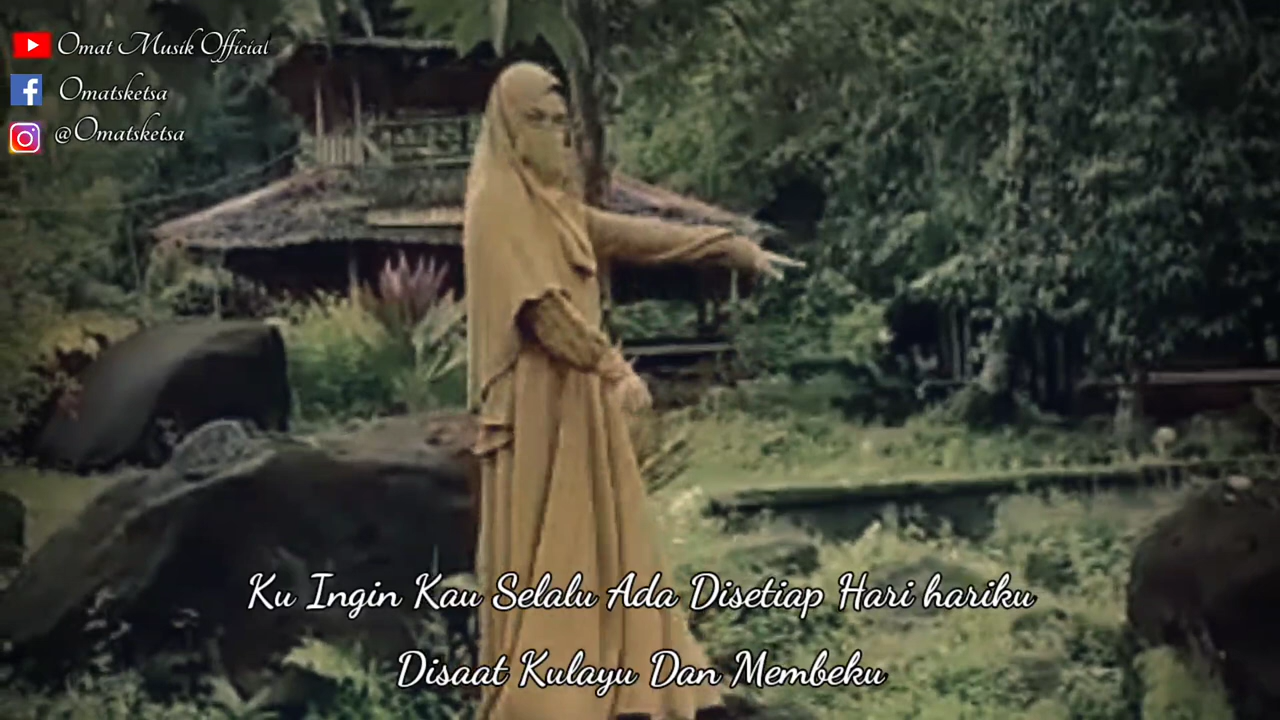 Omat Musik Official
Omatsketsa
@Omatsketsa
Ku Ingin Kau Selalu Ada Disetiap Hari hariku
Disaat Kulayu Dan Membeku